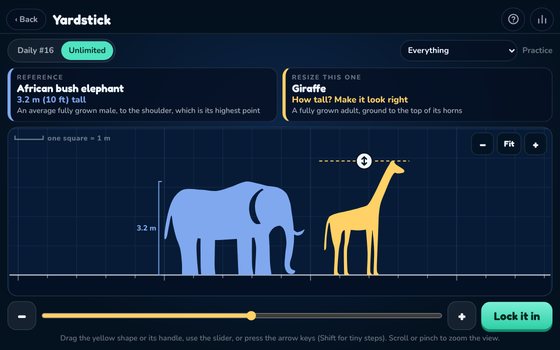 ‹ Back
Yardstick
Daily #16
Unlimited
Everything
Practice
REFERENCE
African bush elephant
3.2 m (10 ft) tall
An average fully grown male, to the shoulder, which is its highest point
RESIZE THIS ONE
Giraffe
How tall? Make it look right
A fully grown adult, ground to the top of its horns
one square = 1 m
−
Fit
+
3.2 m
−
+
Lock it in
Drag the yellow shape or its handle, use the slider, or press the arrow keys (Shift for tiny steps). Scroll or pinch to zoom the view.